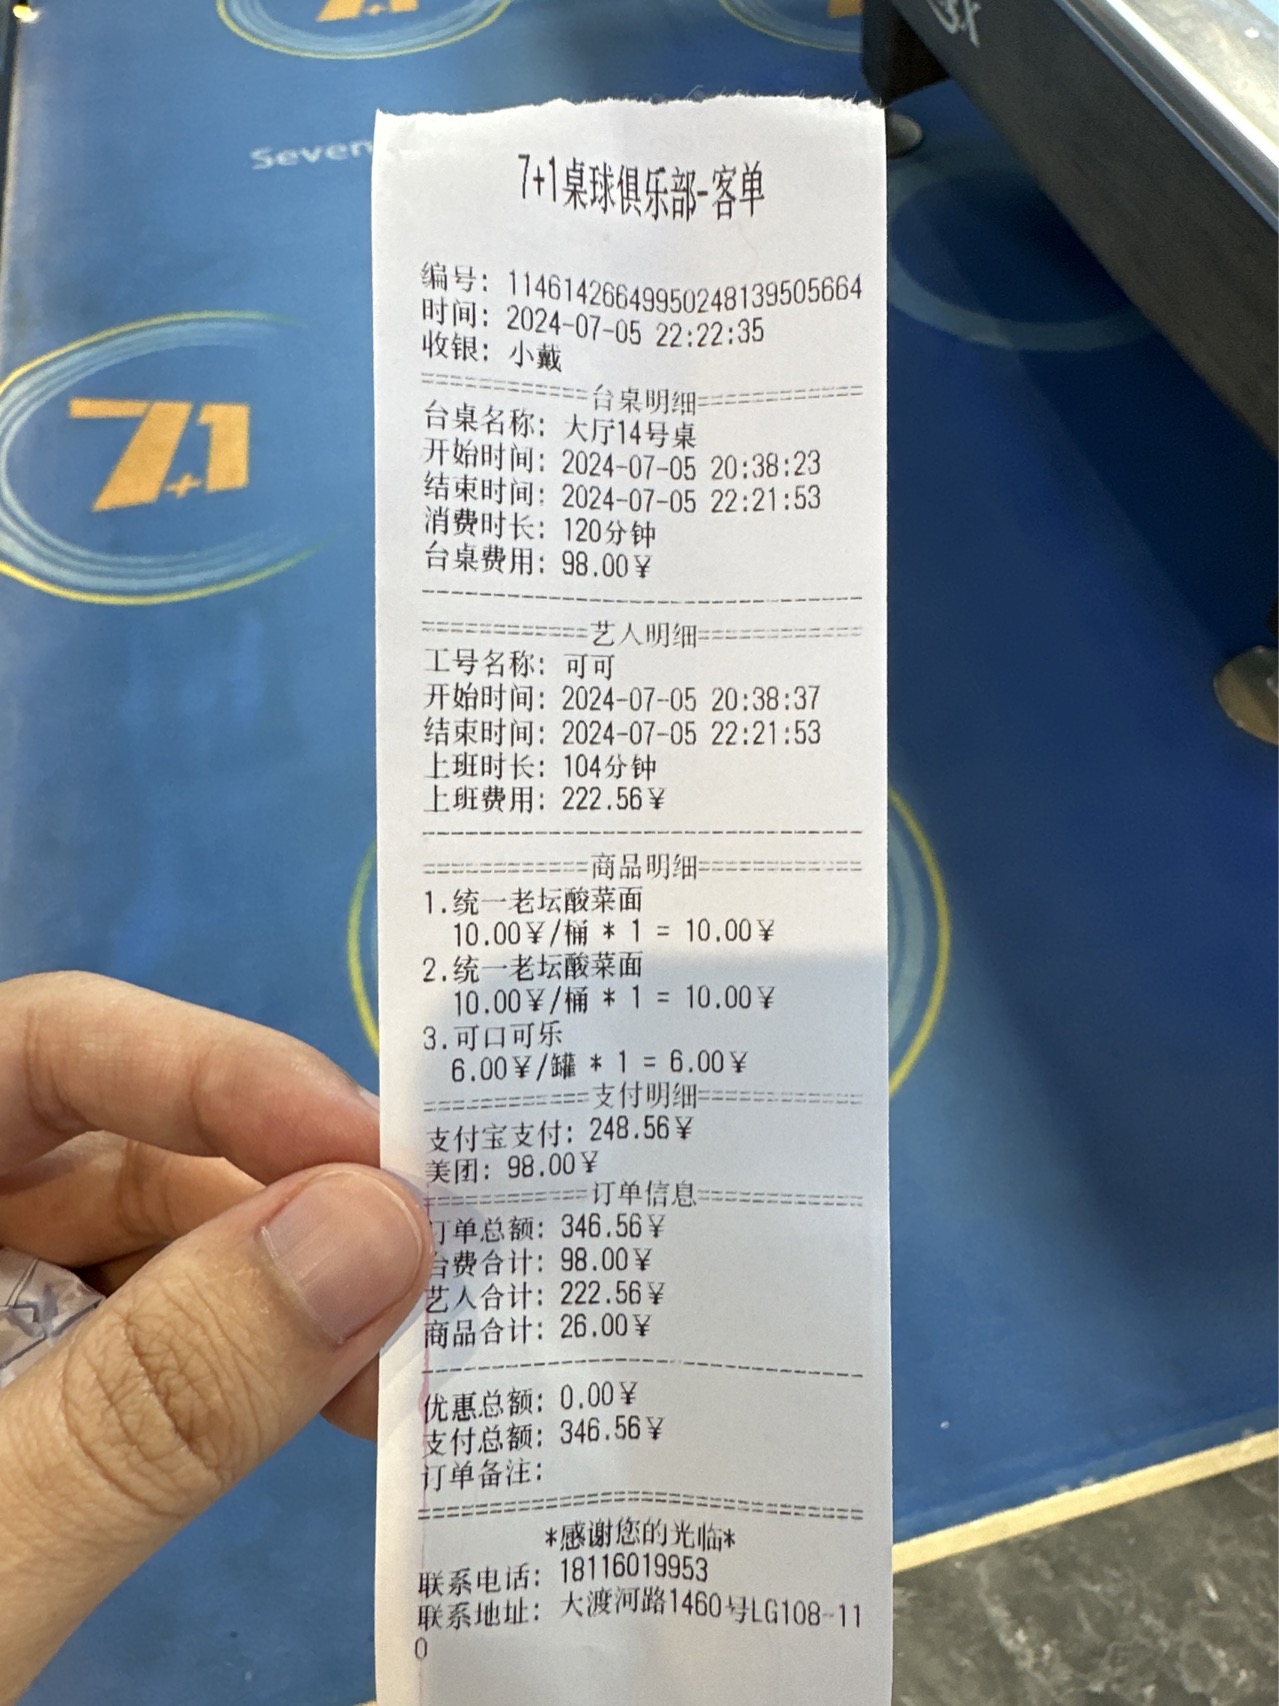 7+1桌球俱乐部-客单
编号: 11461426649950248139505664
时间: 2024-07-05 22:22:35
收银: 小戴
===========台桌明细===========
台桌名称: 大厅14号桌
开始时间: 2024-07-05 20:38:23
结束时间: 2024-07-05 22:21:53
消费时长: 120分钟
台桌费用: 98.00¥
------------------------------
===========艺人明细===========
工号名称: 可可
开始时间: 2024-07-05 20:38:37
结束时间: 2024-07-05 22:21:53
上班时长: 104分钟
上班费用: 222.56¥
------------------------------
===========商品明细===========
1.统一老坛酸菜面
10.00¥/桶 * 1 = 10.00¥
2.统一老坛酸菜面
10.00¥/桶 * 1 = 10.00¥
3.可口可乐
6.00¥/罐 * 1 = 6.00¥
===========支付明细===========
支付宝支付: 248.56¥
美团: 98.00¥
===========订单信息===========
订单总额: 346.56¥
台费合计: 98.00¥
艺人合计: 222.56¥
商品合计: 26.00¥
------------------------------
优惠总额: 0.00¥
支付总额: 346.56¥
订单备注:
==============================
*感谢您的光临*
联系电话: 18116019953
联系地址: 大渡河路1460号LG108-11
0
Seven
7+1